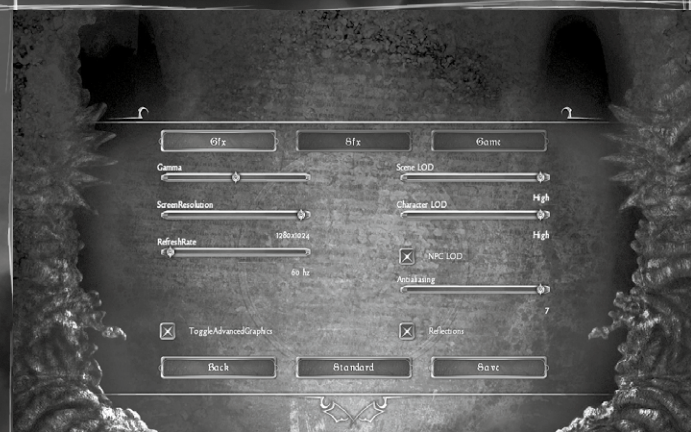 Gfx Sfx Game
Gamma
Scene LOD
High
ScreenResolution
Character LOD
1280x1024
High
RefreshRate
NPC LOD
60 hz
Antialiasing
7
ToggleAdvancedGraphics
Reflections
Back Standard Save